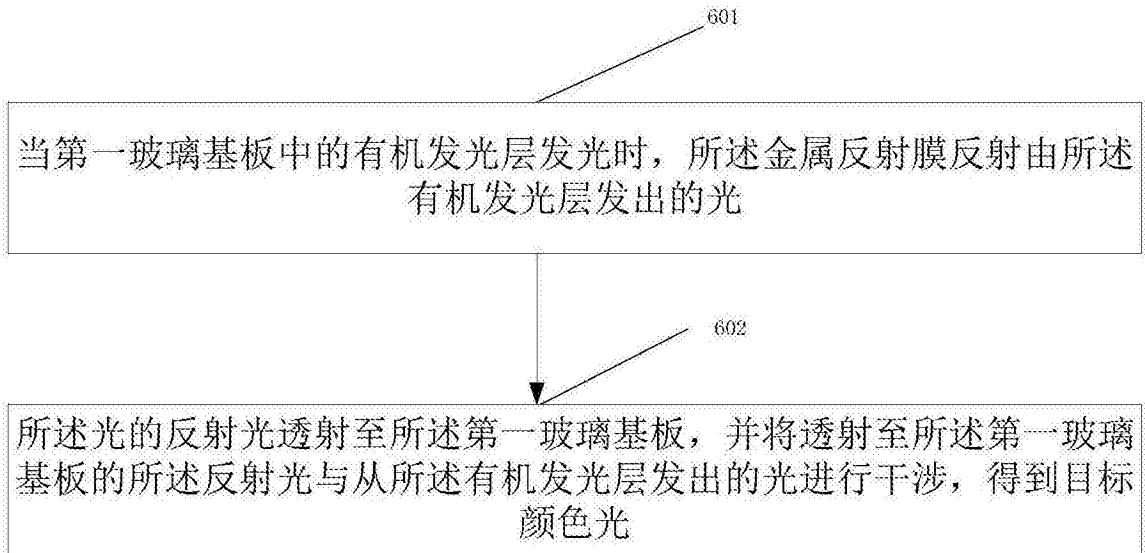 601
当第一玻璃基板中的有机发光层发光时，所述金属反射膜反射由所述
有机发光层发出的光
602
所述光的反射光透射至所述第一玻璃基板，并将透射至所述第一玻璃
基板的所述反射光与从所述有机发光层发出的光进行干涉，得到目标
颜色光